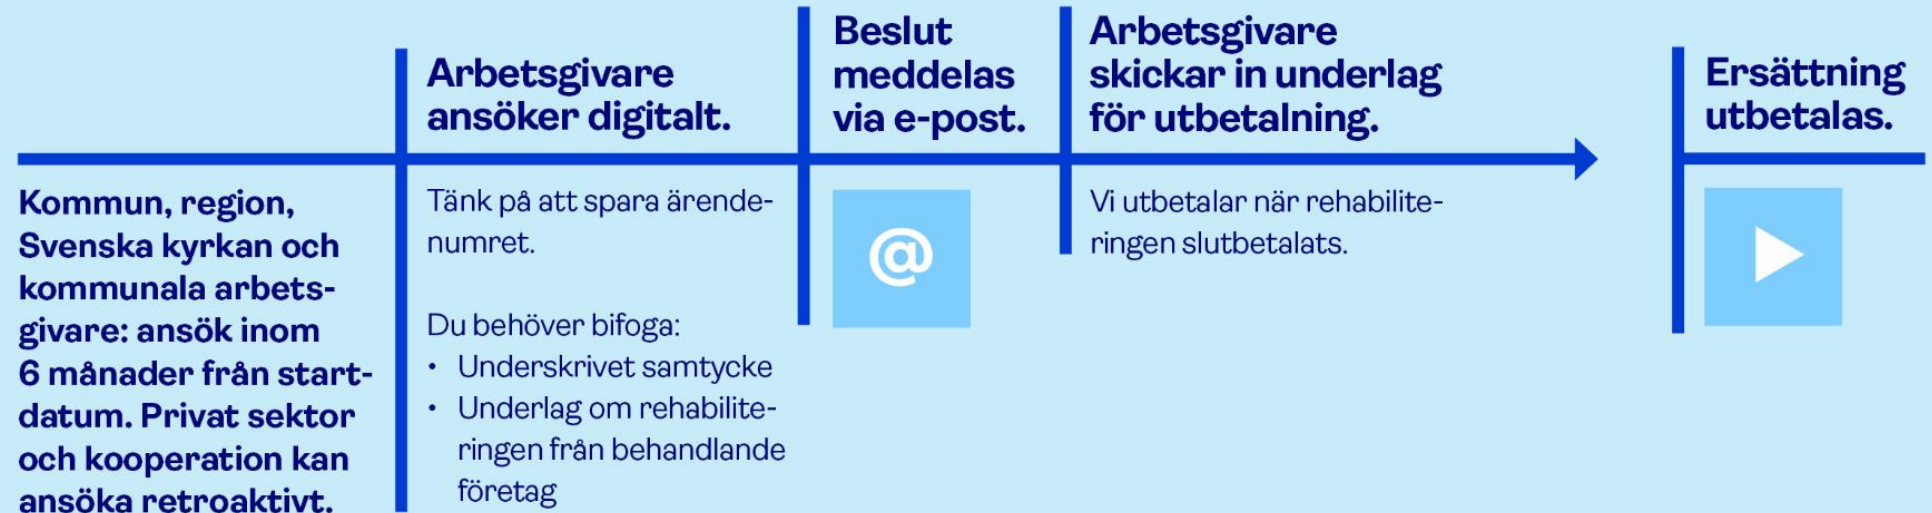 Kommun, region,
Svenska kyrkan och
kommunala arbets-
givare: ansök inom
6 månader från start-
datum. Privat sektor
och kooperation kan
ansöka retroaktivt.
Arbetsgivare
ansöker digitalt.
Tänk på att spara ärende-
numret.
Du behöver bifoga:
• Underskrivet samtycke
• Underlag om rehabilite-
ringen från behandlande
företag
Beslut
meddelas
via e-post.
@
Arbetsgivare
skickar in underlag
för utbetalning.
Vi utbetalar när rehabilite-
ringen slutbetalats.
Ersättning
utbetalas.